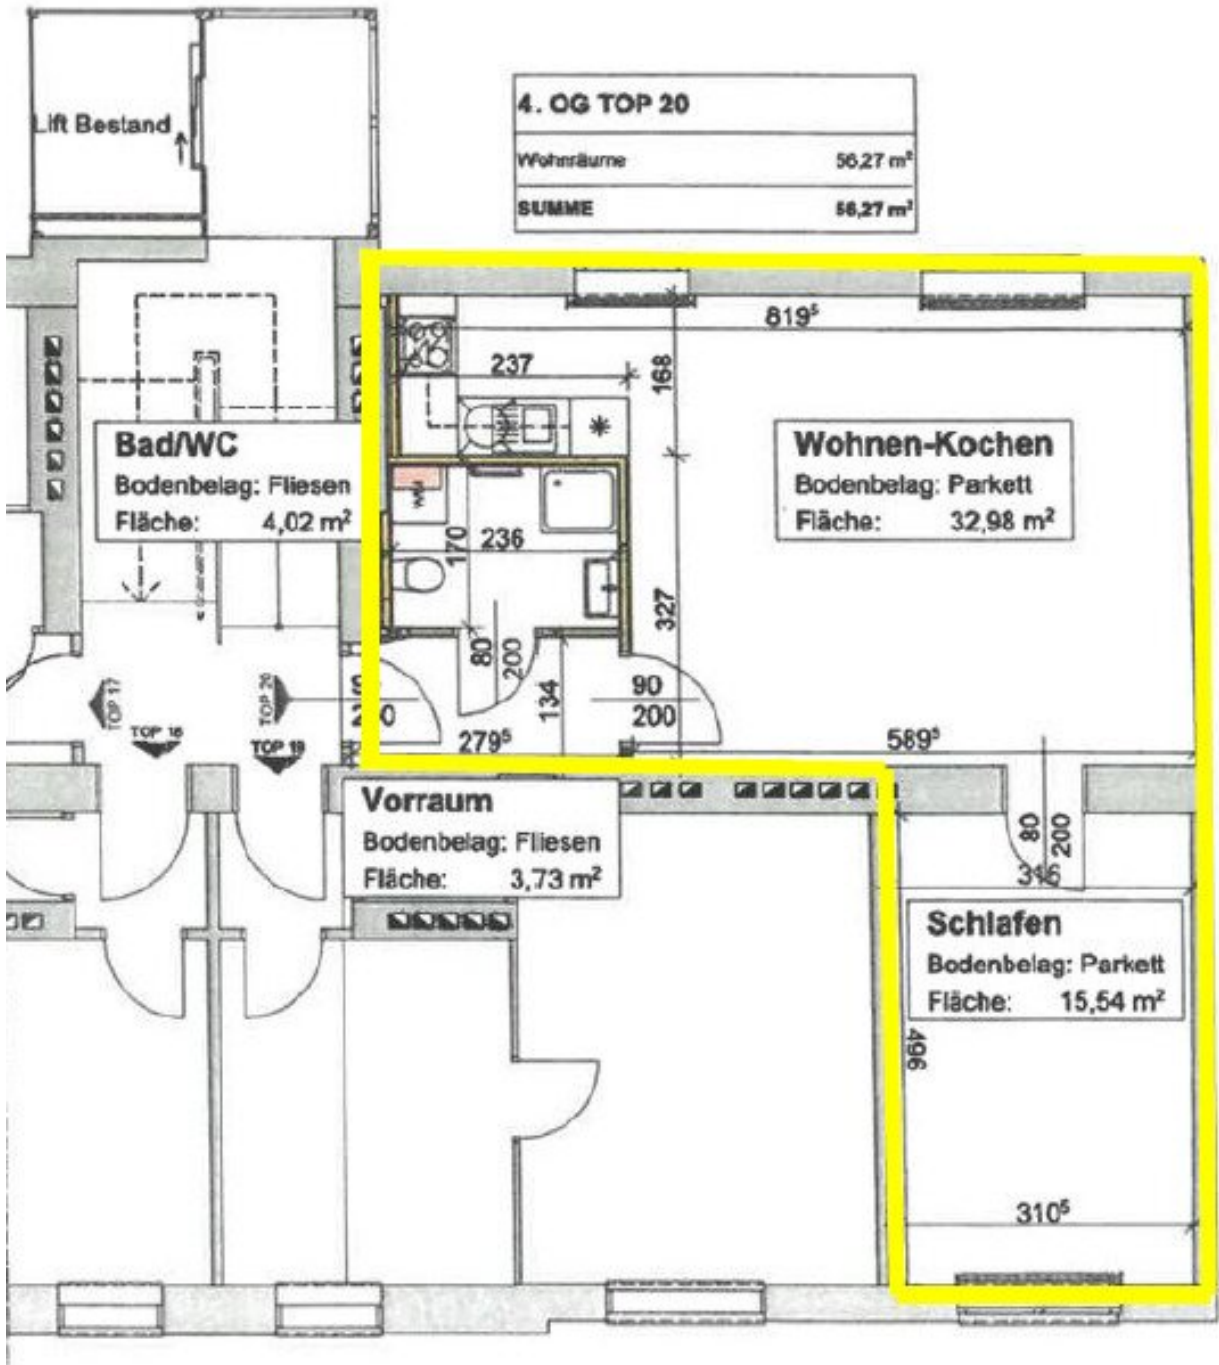 Lift Bestand
4. OG TOP 20
Wohnräume 56,27 m²
SUMME 56,27 m²
819⁵
237
168
Bad/WC
Bodenbelag: Fliesen
Fläche: 4,02 m²
Wohnen-Kochen
Bodenbelag: Parkett
Fläche: 32,98 m²
WM
170
236
327
80
200
134
90
200
TOP 17
TOP 18
TOP 20
TOP 19
279⁵
589⁵
Vorraum
Bodenbelag: Fliesen
Fläche: 3,73 m²
80
200
316
Schlafen
Bodenbelag: Parkett
Fläche: 15,54 m²
496
310⁵